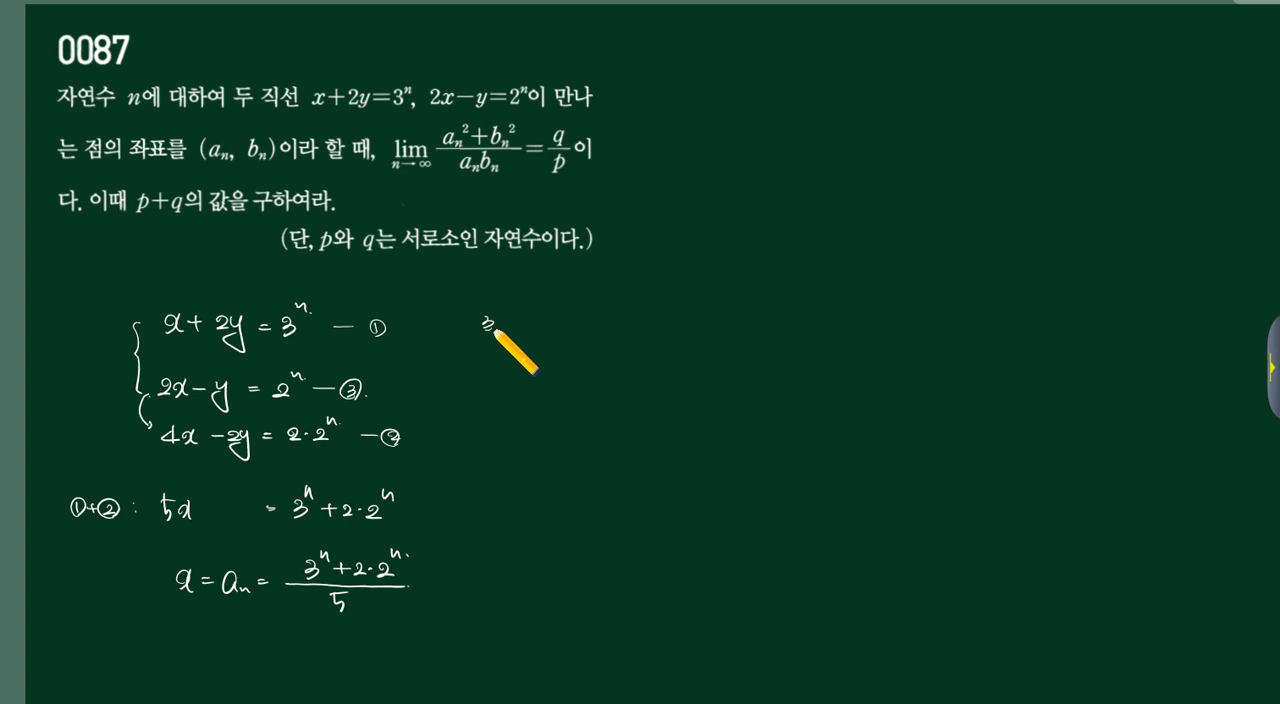 0087
자연수 n에 대하여 두 직선 x+2y=3ⁿ, 2x−y=2ⁿ이 만나
는 점의 좌표를 (aₙ, bₙ)이라 할 때, lim n→∞ (aₙ²+bₙ²)/(aₙbₙ) = q/p 이
다. 이때 p+q의 값을 구하여라.
(단, p와 q는 서로소인 자연수이다.)
x+2y=3ⁿ. — ①
2x−y=2ⁿ — ③.
4x−2y=2·2ⁿ. — ②
①+②: 5x = 3ⁿ+2·2ⁿ
x=aₙ= (3ⁿ+2·2ⁿ)/5